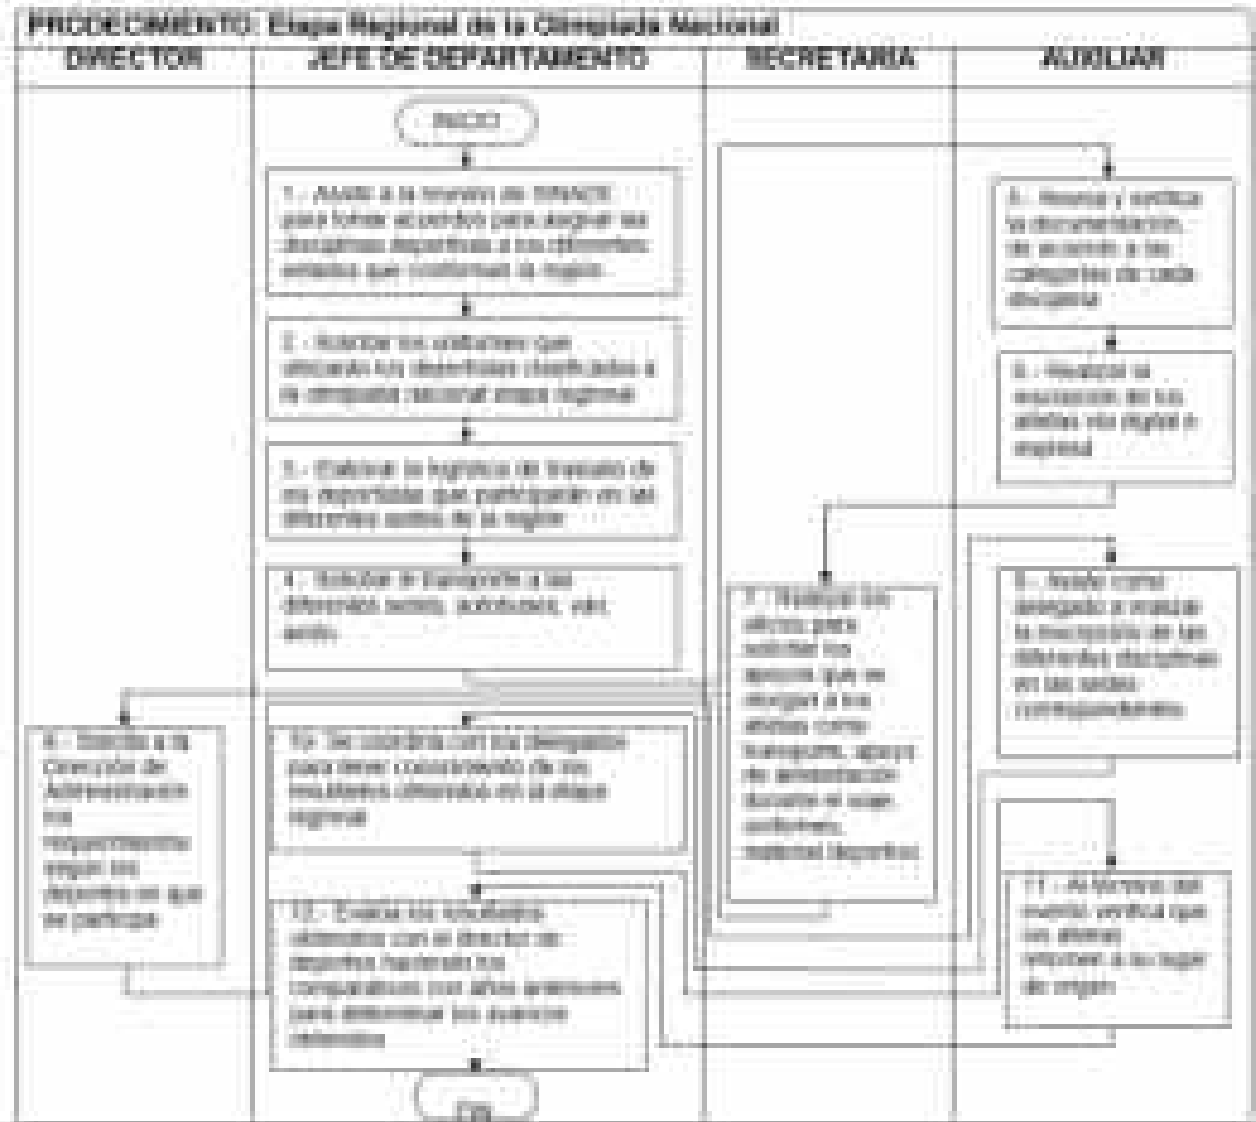 PRODECIMIENTO: Etapa Regional de la Olimpiada Nacional
DIRECTOR
JEFE DE DEPARTAMENTO
SECRETARIA
AUXILIAR
INICIO
1.- Asistir a la reunión de
para tomar acuerdos para asignar las
disciplinas deportivas a los diferentes
estados que conforman la región
2.- los uniformes que
utilizarán los deportistas clasificados a
la olimpiada nacional etapa regional
3.- Elaborar la logística de traslado de
los deportistas que participarán en las
diferentes sedes de la región
4.- Solicitar el transporte a las
diferentes sedes, autobuses, van,
5.- Revisa y verifica
la documentación,
de acuerdo a las
categorías de cada
disciplina
6.- Realizar la
inscripción de los
atletas vía digital e
impresa
7.- Realizar los
oficios para
solicitar los
apoyos que se
otorgan a los
atletas como
transporte, apoyo
de alimentación
durante el viaje,
uniformes,
material deportivo
8.- Solicita a la
Dirección de
Administración
los
requerimientos
según los
deportes en que
se participa
9.- Asistir como
delegado a realizar
la inscripción de las
diferentes disciplinas
en las sedes
correspondientes
10- Se coordina con los delegados
para tener conocimiento de los
resultados obtenidos en la etapa
regional
11.- Al término del
evento verifica que
los atletas
retornen a su lugar
de origen
12.- Evalúa los resultados
obtenidos con el director de
deportes haciendo los
comparativos con años anteriores
para determinar los avances
obtenidos
FIN